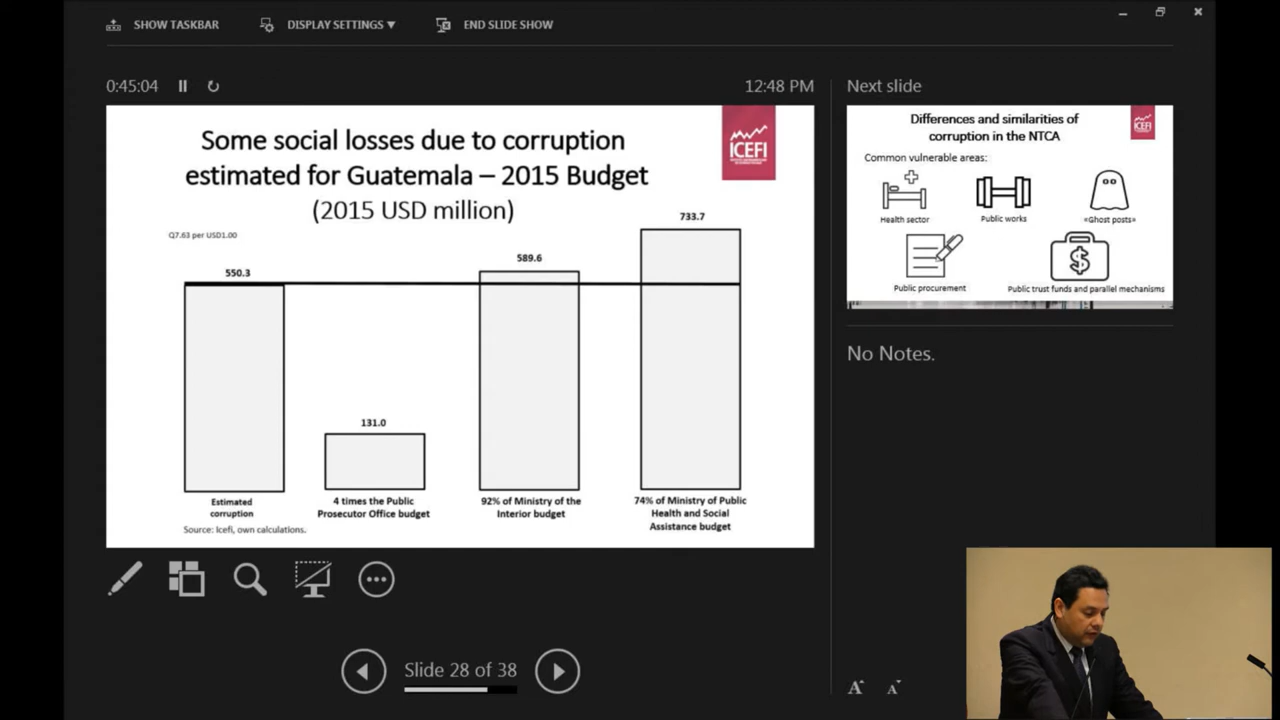 SHOW TASKBAR
DISPLAY SETTINGS ▼
END SLIDE SHOW
0:45:04
12:48 PM
Some social losses due to corruption
estimated for Guatemala – 2015 Budget
(2015 USD million)
ICEFI
Q7.63 per USD1.00
550.3
131.0
589.6
733.7
Estimated
corruption
4 times the Public
Prosecutor Office budget
92% of Ministry of the
Interior budget
74% of Ministry of Public
Health and Social
Assistance budget
Source: Icefi, own calculations.
Slide 28 of 38
Next slide
Differences and similarities of
corruption in the NTCA
ICEFI
Common vulnerable areas:
Health sector
Public works
«Ghost posts»
Public procurement
Public trust funds and parallel mechanisms
No Notes.
A A